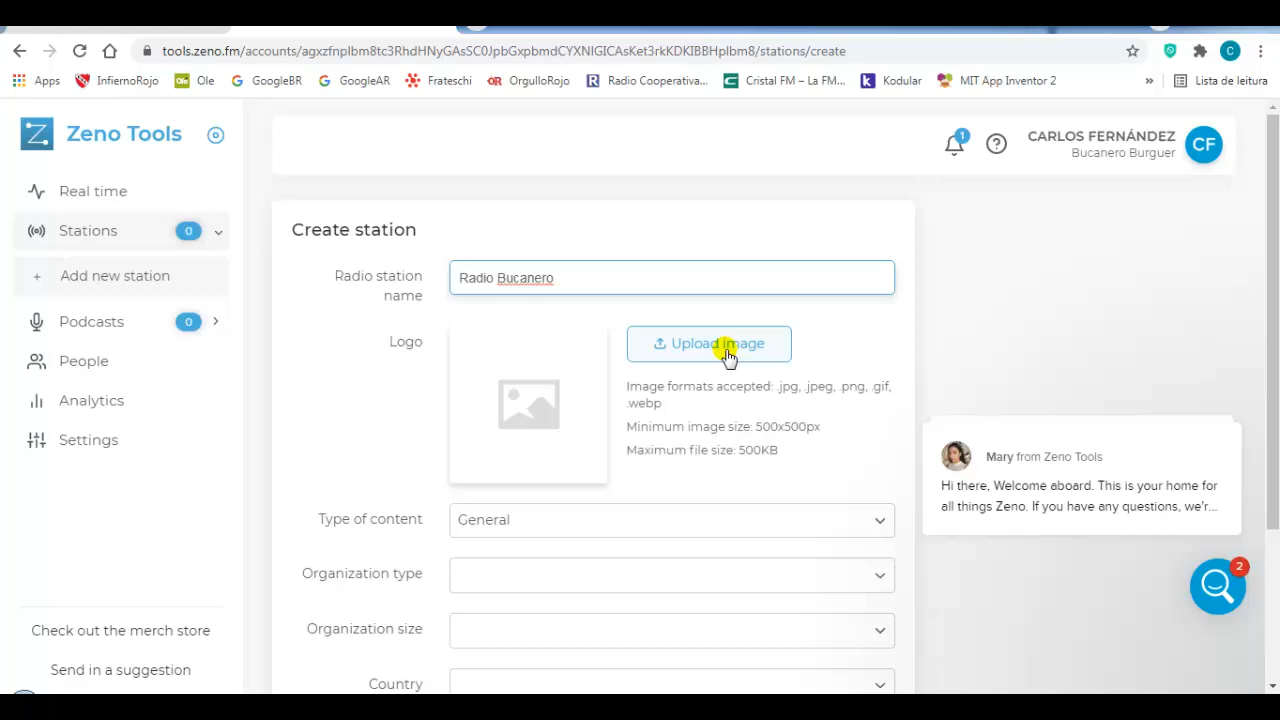 tools.zeno.fm/accounts/agxzfnplbm8tc3RhdHNyGAsSC0JpbGxpbmdCYXNlGICAsKet3rkKDKIBBHplbm8/stations/create
C
Apps
InfiernoRojo
Ole
GoogleBR
GoogleAR
Frateschi
OrgulloRojo
Radio Cooperativa...
Cristal FM – La FM...
Kodular
MIT App Inventor 2
»
Lista de leitura
Zeno Tools
1
CARLOS FERNÁNDEZ
Bucanero Burguer
CF
Real time
Stations
0
Add new station
Podcasts
0
People
Analytics
Settings
Check out the merch store
Send in a suggestion
Create station
Radio station
name
Radio Bucanero
Logo
Upload image
Image formats accepted: .jpg, .jpeg, .png, .gif,
.webp
Minimum image size: 500x500px
Maximum file size: 500KB
Type of content
General
Organization type
Organization size
Country
Mary from Zeno Tools
Hi there, Welcome aboard. This is your home for
all things Zeno. If you have any questions, we'r...
2